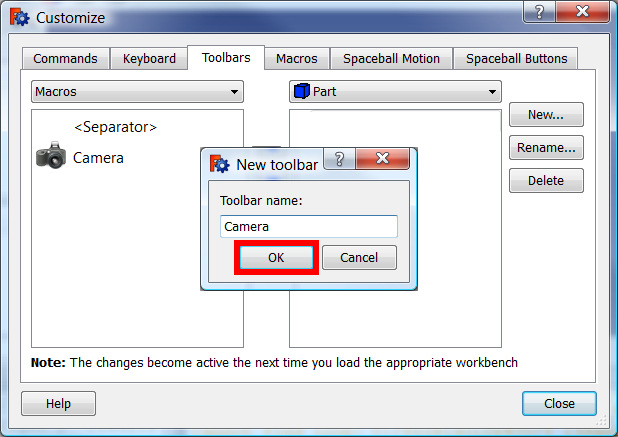 Customize
Commands Keyboard Toolbars Macros Spaceball Motion Spaceball Buttons
Macros
Part
<Separator>
Camera
New...
Rename...
Delete
New toolbar
Toolbar name:
Camera
OK Cancel
Note: The changes become active the next time you load the appropriate workbench
Help Close